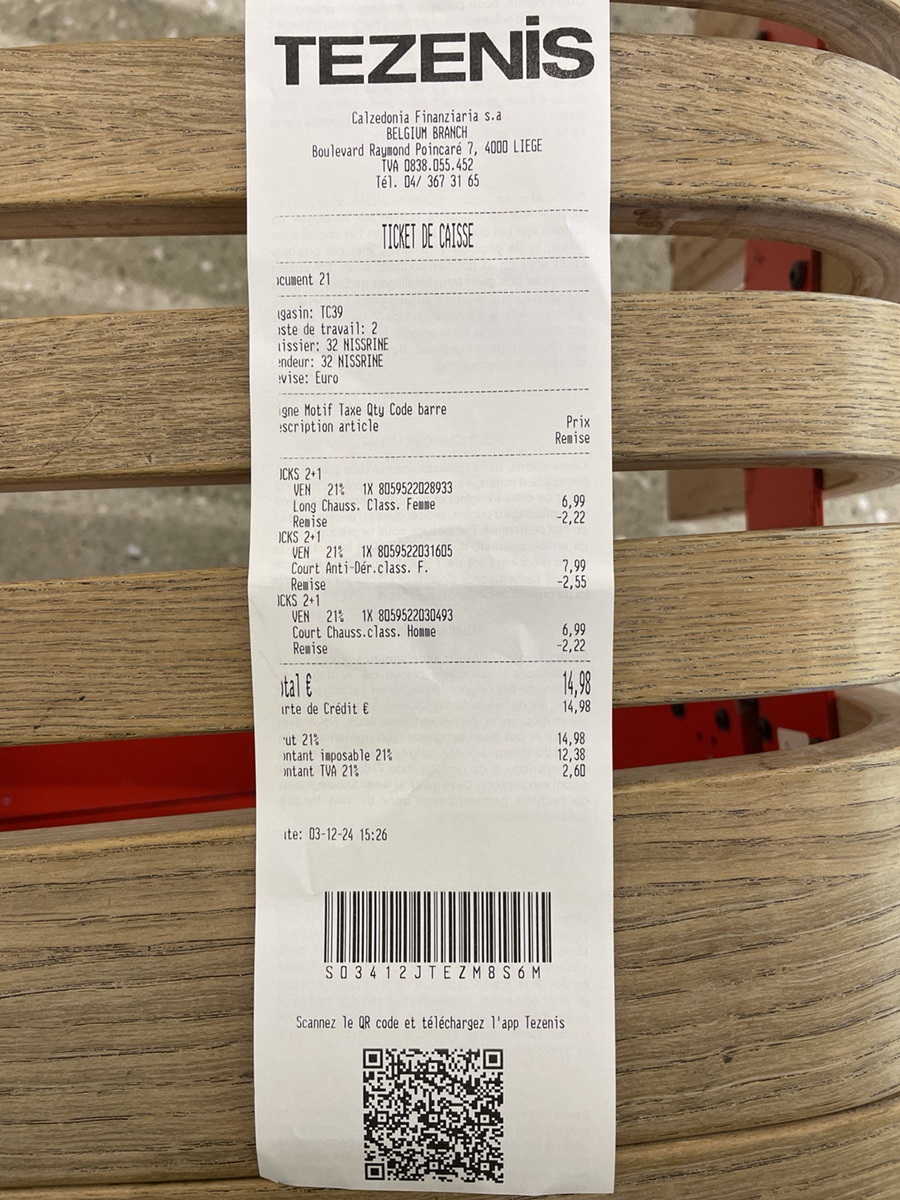 TEZENIS
Calzedonia Finanziaria s.a
BELGIUM BRANCH
Boulevard Raymond Poincaré 7, 4000 LIEGE
TVA 0838.055.452
Tél. 04/ 367 31 65
TICKET DE CAISSE
ocument 21
gasin: TC39
oste de travail: 2
issier: 32 NISSRINE
endeur: 32 NISSRINE
evise: Euro
igne Motif Taxe Qty Code barre
escription article Prix
Remise
OCKS 2+1
VEN 21% 1X 8059522028933
Long Chauss. Class. Femme 6,99
Remise -2,22
OCKS 2+1
VEN 21% 1X 8059522031605
Court Anti-Dér.class. F. 7,99
Remise -2,55
OCKS 2+1
VEN 21% 1X 8059522030493
Court Chauss.class. Homme 6,99
Remise -2,22
otal € 14,98
arte de Crédit € 14,98
rut 21% 14,98
ontant imposable 21% 12,38
ontant TVA 21% 2,60
ate: 03-12-24 15:26
S03412JTEZM8S6M
Scannez le QR code et téléchargez l'app Tezenis